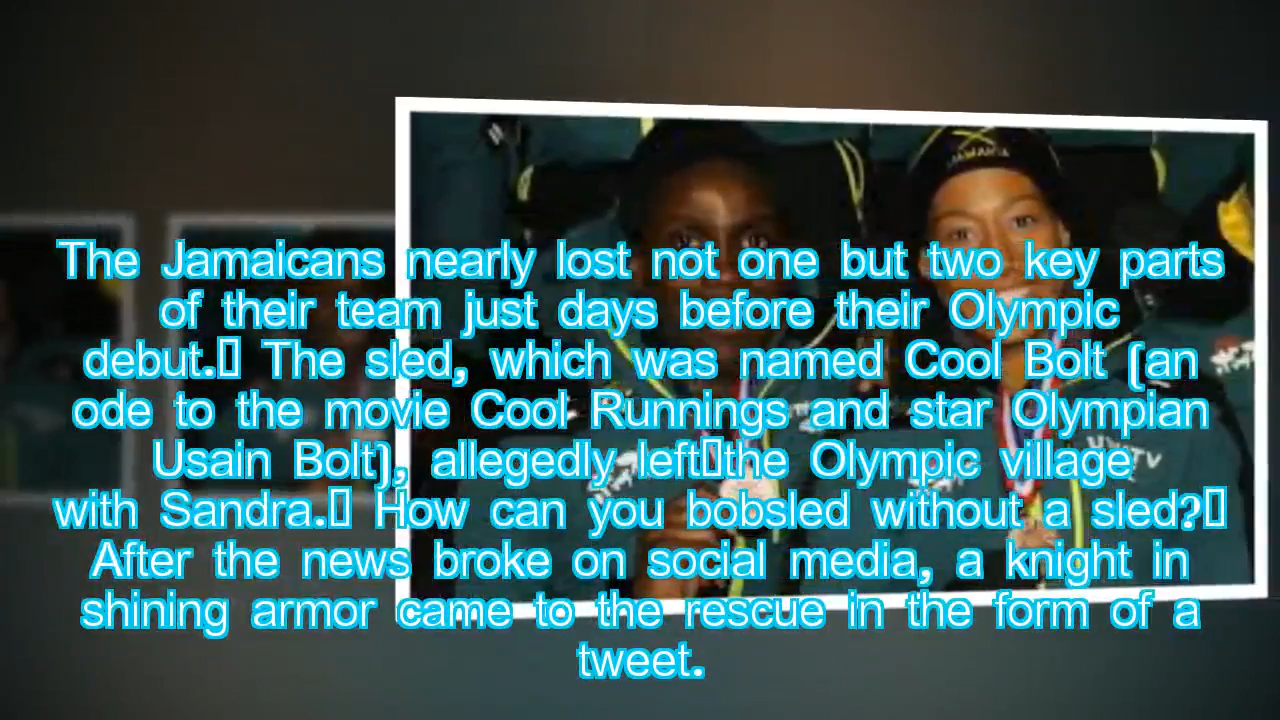 JAMAICA
The Jamaicans nearly lost not one but two key parts
of their team just days before their Olympic
debut.▯ The sled, which was named Cool Bolt (an
ode to the movie Cool Runnings and star Olympian
Usain Bolt), allegedly left▯the Olympic village
with Sandra.▯ How can you bobsled without a sled?▯
After the news broke on social media, a knight in
shining armor came to the rescue in the form of a
tweet.